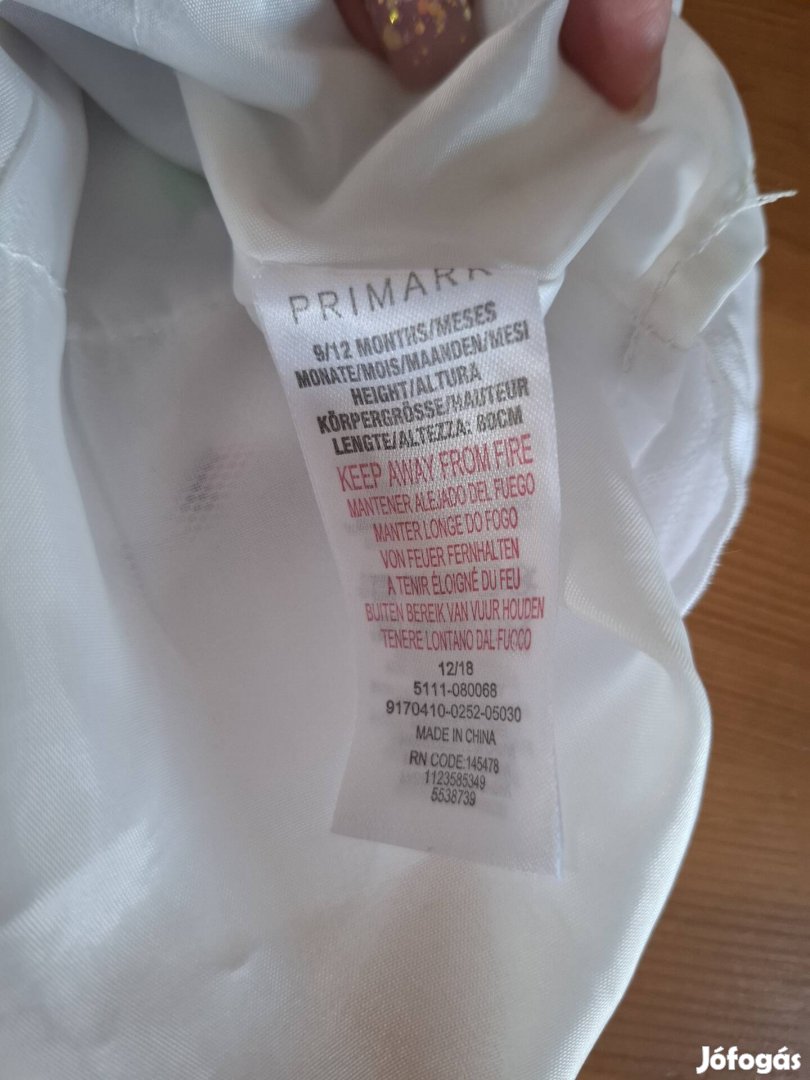 PRIMARK
9/12 MONTHS/MESES
MONATE/MOIS/MAANDEN/MESI
HEIGHT/ALTURA
KÖRPERGRÖSSE/HAUTEUR
LENGTE/ALTEZZA: 80CM
KEEP AWAY FROM FIRE
MANTENER ALEJADO DEL FUEGO
MANTER LONGE DO FOGO
VON FEUER FERNHALTEN
A TENIR ÉLOIGNÉ DU FEU
BUITEN BEREIK VAN VUUR HOUDEN
TENERE LONTANO DAL FUOCO
12/18
5111-080068
9170410-0252-05030
MADE IN CHINA
RN CODE:145478
1123585349
5538739
Jófogás